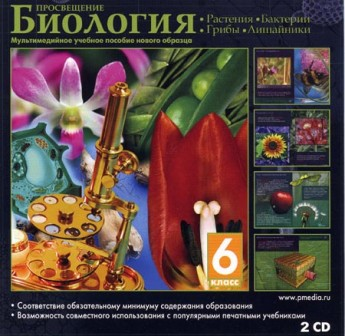 ПРОСВЕЩЕНИЕ
БИОЛОГИЯ
• Растения • Бактерии
• Грибы • Лишайники
Мультимедийное учебное пособие нового образца
6
класс
www.pmedia.ru
• Соответствие обязательному минимуму содержания образования
• Возможность совместного использования с популярными печатными учебниками
2 CD